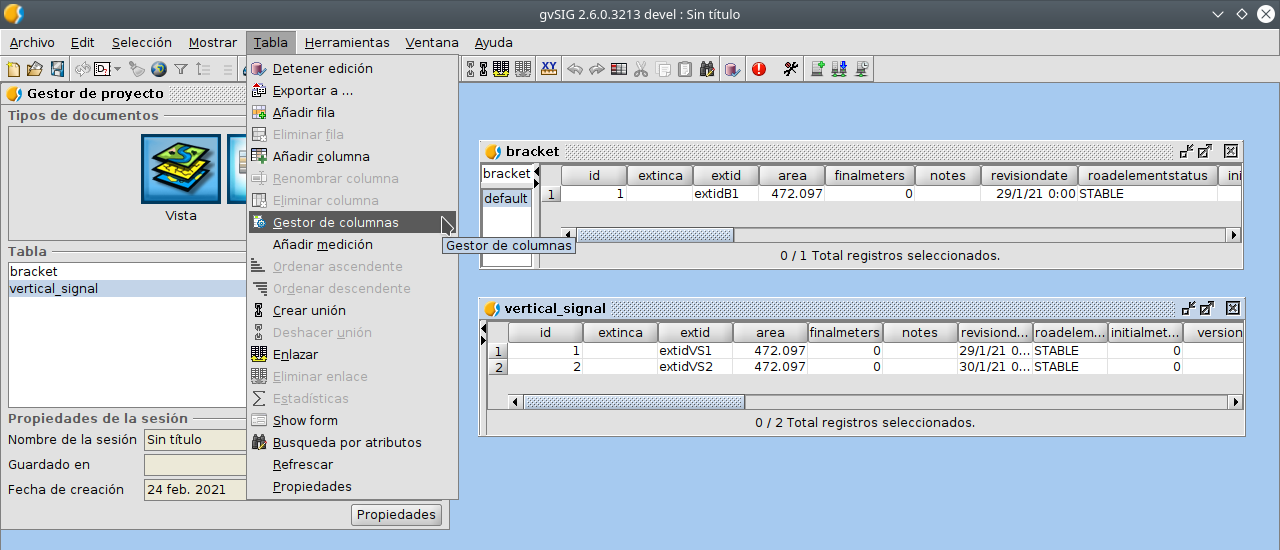 gvSIG 2.6.0.3213 devel : Sin título
Archivo Edit Selección Mostrar Tabla Herramientas Ventana Ayuda
Gestor de proyecto
Tipos de documentos
Vista
Tabla
bracket
vertical_signal
Propiedades de la sesión
Nombre de la sesión Sin título
Guardado en
Fecha de creación 24 feb. 2021
Propiedades
Detener edición
Exportar a ...
Añadir fila
Eliminar fila
Añadir columna
Renombrar columna
Eliminar columna
Gestor de columnas
Añadir medición
Ordenar ascendente
Ordenar descendente
Crear unión
Deshacer unión
Enlazar
Eliminar enlace
Estadísticas
Show form
Busqueda por atributos
Refrescar
Propiedades
Gestor de columnas
XY
bracket
bracket
default
id extinca extid area finalmeters notes revisiondate roadelementstatus ini
1 1 extidB1 472.097 0 29/1/21 0:00 STABLE
0 / 1 Total registros seleccionados.
vertical_signal
id extinca extid area finalmeters notes revisiond... roadelem... initialmet... version
1 1 extidVS1 472.097 0 29/1/21 0... STABLE 0
2 2 extidVS2 472.097 0 30/1/21 0... STABLE 0
0 / 2 Total registros seleccionados.